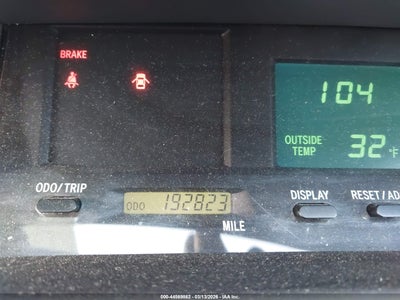 BRAKE
104
OUTSIDE
TEMP 32°F
ODO/TRIP
ODO 192823
MILE
DISPLAY
RESET/AD
000-44569983 - 03/13/2026 - IAA Inc.